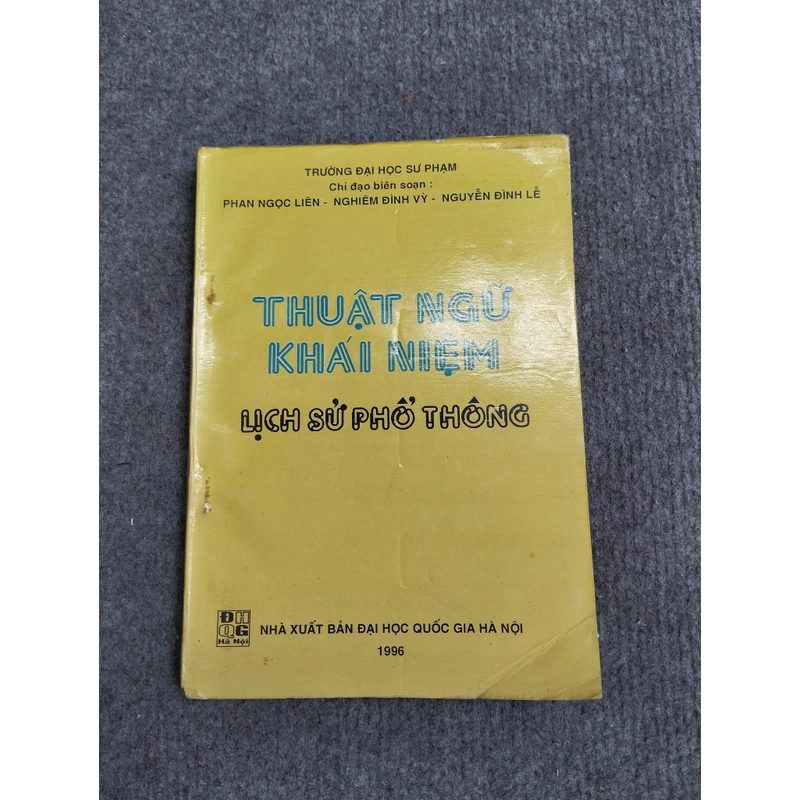 TRƯỜNG ĐẠI HỌC SƯ PHẠM
Chỉ đạo biên soạn :
PHAN NGỌC LIÊN - NGHIÊM ĐÌNH VỲ - NGUYỄN ĐÌNH LỄ
THUẬT NGỮ
KHÁI NIỆM
LỊCH SỬ PHỔ THÔNG
ĐH
QG
Hà Nội
NHÀ XUẤT BẢN ĐẠI HỌC QUỐC GIA HÀ NỘI
1996